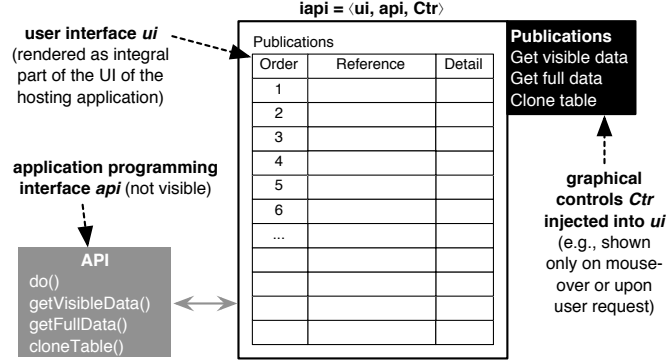 iapi = ⟨ui, api, Ctr⟩
user interface ui
(rendered as integral
part of the UI of the
hosting application)
Publications
Order Reference Detail
1
2
3
4
5
6
...
Publications
Get visible data
Get full data
Clone table
application programming
interface api (not visible)
API
do()
getVisibleData()
getFullData()
cloneTable()
graphical
controls Ctr
injected into ui
(e.g., shown
only on mouse-
over or upon
user request)